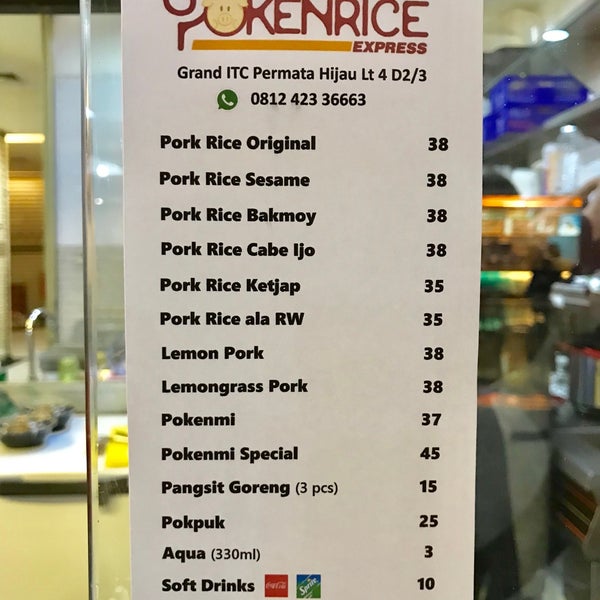 POKENRICE
EXPRESS
Grand ITC Permata Hijau Lt 4 D2/3
0812 423 36663
Pork Rice Original 38
Pork Rice Sesame 38
Pork Rice Bakmoy 38
Pork Rice Cabe Ijo 38
Pork Rice Ketjap 35
Pork Rice ala RW 35
Lemon Pork 38
Lemongrass Pork 38
Pokenmi 37
Pokenmi Special 45
Pangsit Goreng (3 pcs) 15
Pokpuk 25
Aqua (330ml) 3
Soft Drinks Coca-Cola Sprite 10